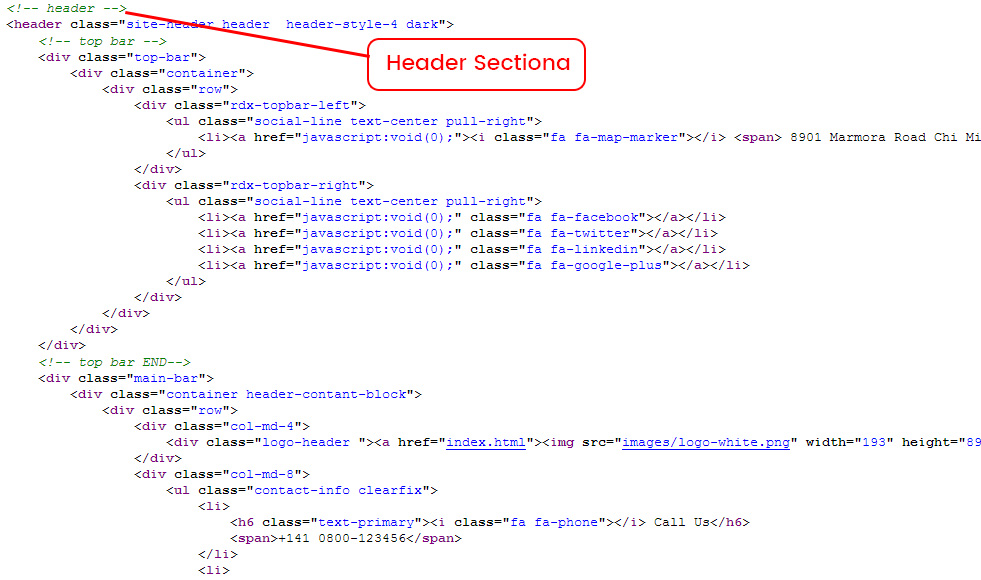 <!-- header -->
<header class="site-header header  header-style-4 dark">
<!-- top bar -->
Header Sectiona
<div class="top-bar">
<div class="container">
<div class="row">
<div class="rdx-topbar-left">
<ul class="social-line text-center pull-right">
<li><a href="javascript:void(0);"><i class="fa fa-map-marker"></i> <span> 8901 Marmora Road Chi Mi
</ul>
</div>
<div class="rdx-topbar-right">
<ul class="social-line text-center pull-right">
<li><a href="javascript:void(0);" class="fa fa-facebook"></a></li>
<li><a href="javascript:void(0);" class="fa fa-twitter"></a></li>
<li><a href="javascript:void(0);" class="fa fa-linkedin"></a></li>
<li><a href="javascript:void(0);" class="fa fa-google-plus"></a></li>
</ul>
</div>
</div>
</div>
</div>
<!-- top bar END-->
<div class="main-bar">
<div class="container header-contant-block">
<div class="row">
<div class="col-md-4">
<div class="logo-header "><a href="index.html"><img src="images/logo-white.png" width="193" height="89
</div>
<div class="col-md-8">
<ul class="contact-info clearfix">
<li>
<h6 class="text-primary"><i class="fa fa-phone"></i> Call Us</h6>
<span>+141 0800-123456</span>
</li>
<li>